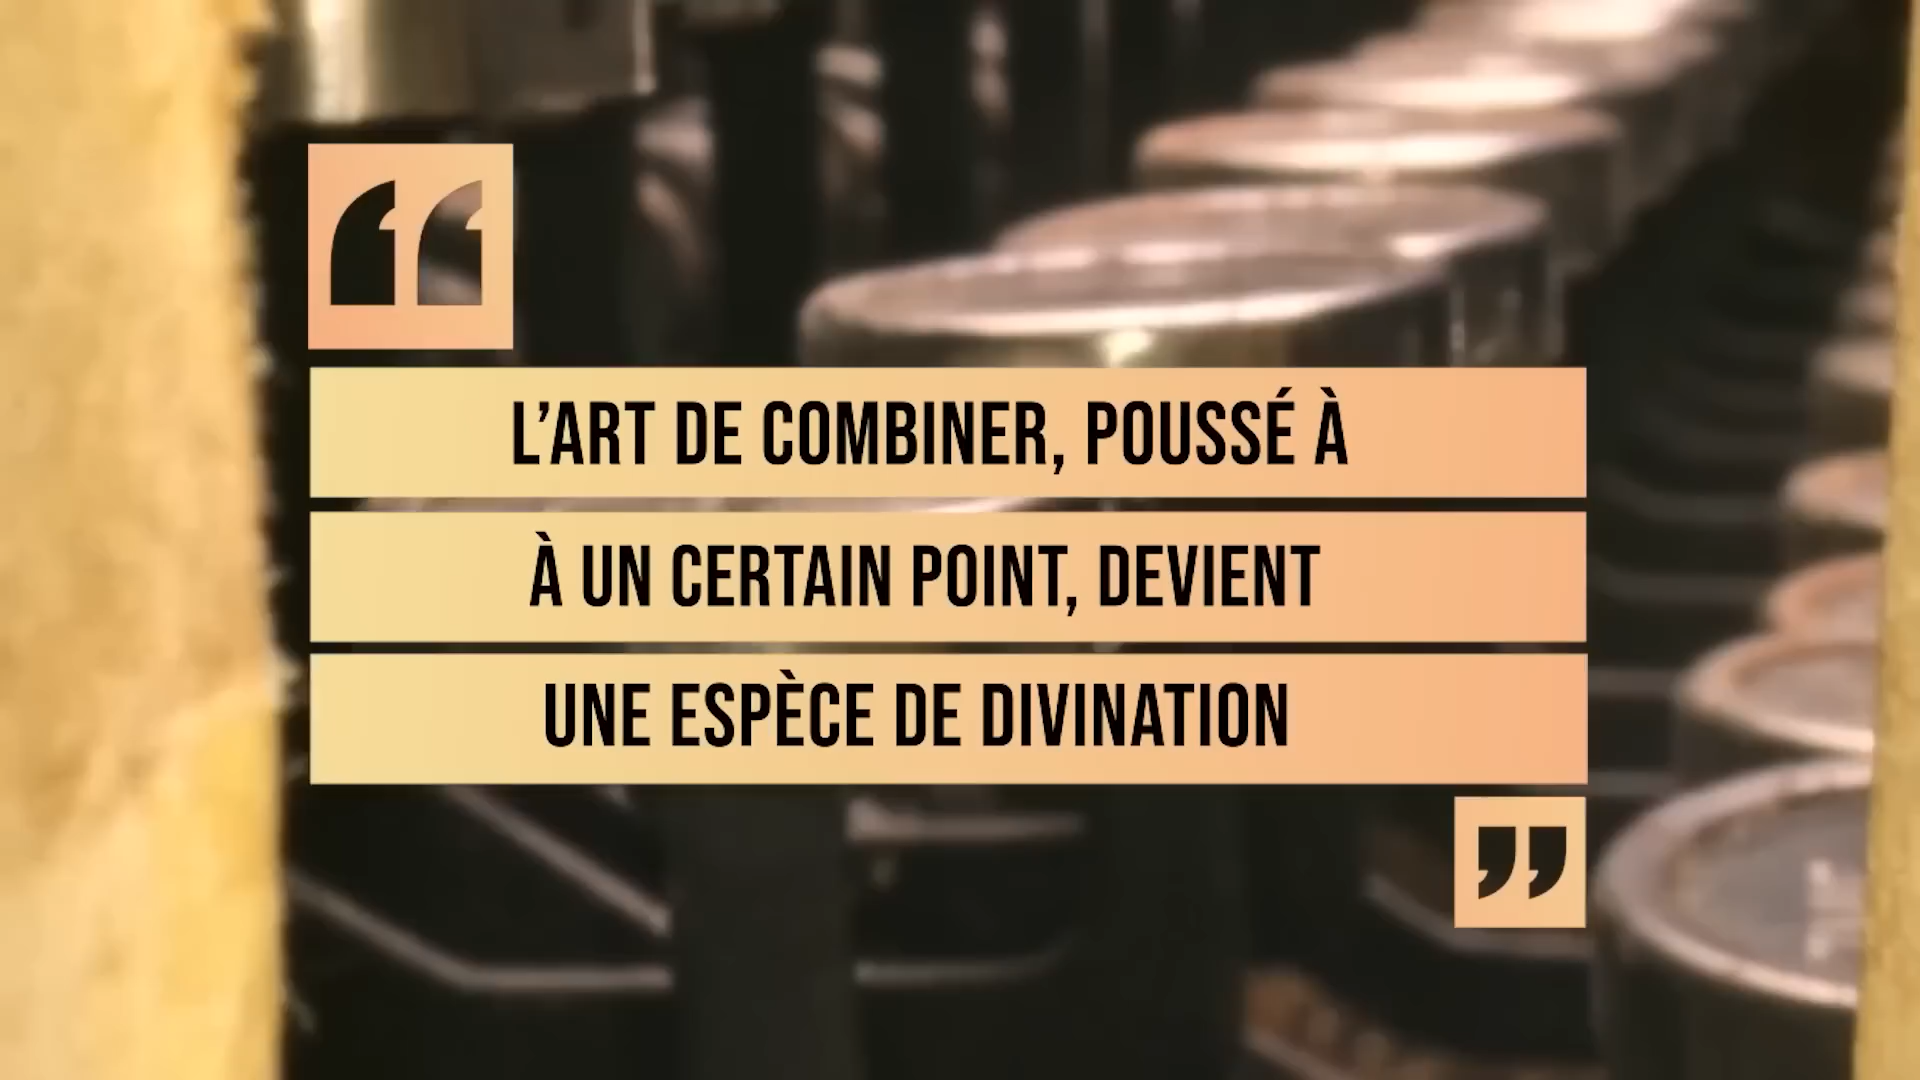 L’ART DE COMBINER, POUSSÉ À
À UN CERTAIN POINT, DEVIENT
UNE ESPÈCE DE DIVINATION